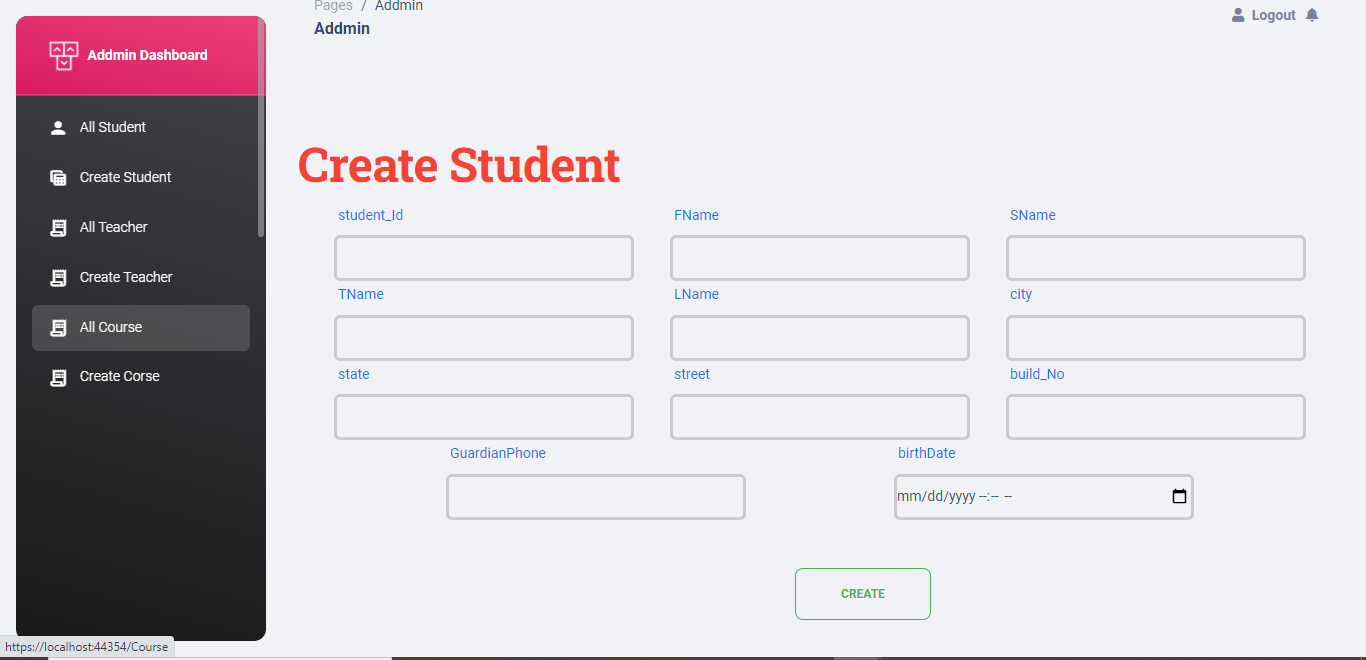 Pages / Addmin
Addmin
Logout
Addmin Dashboard
All Student
Create Student
All Teacher
Create Teacher
All Course
Create Corse
Create Student
student_Id FName SName
TName LName city
state street build_No
GuardianPhone birthDate
mm/dd/yyyy --:-- --
CREATE
https://localhost:44354/Course